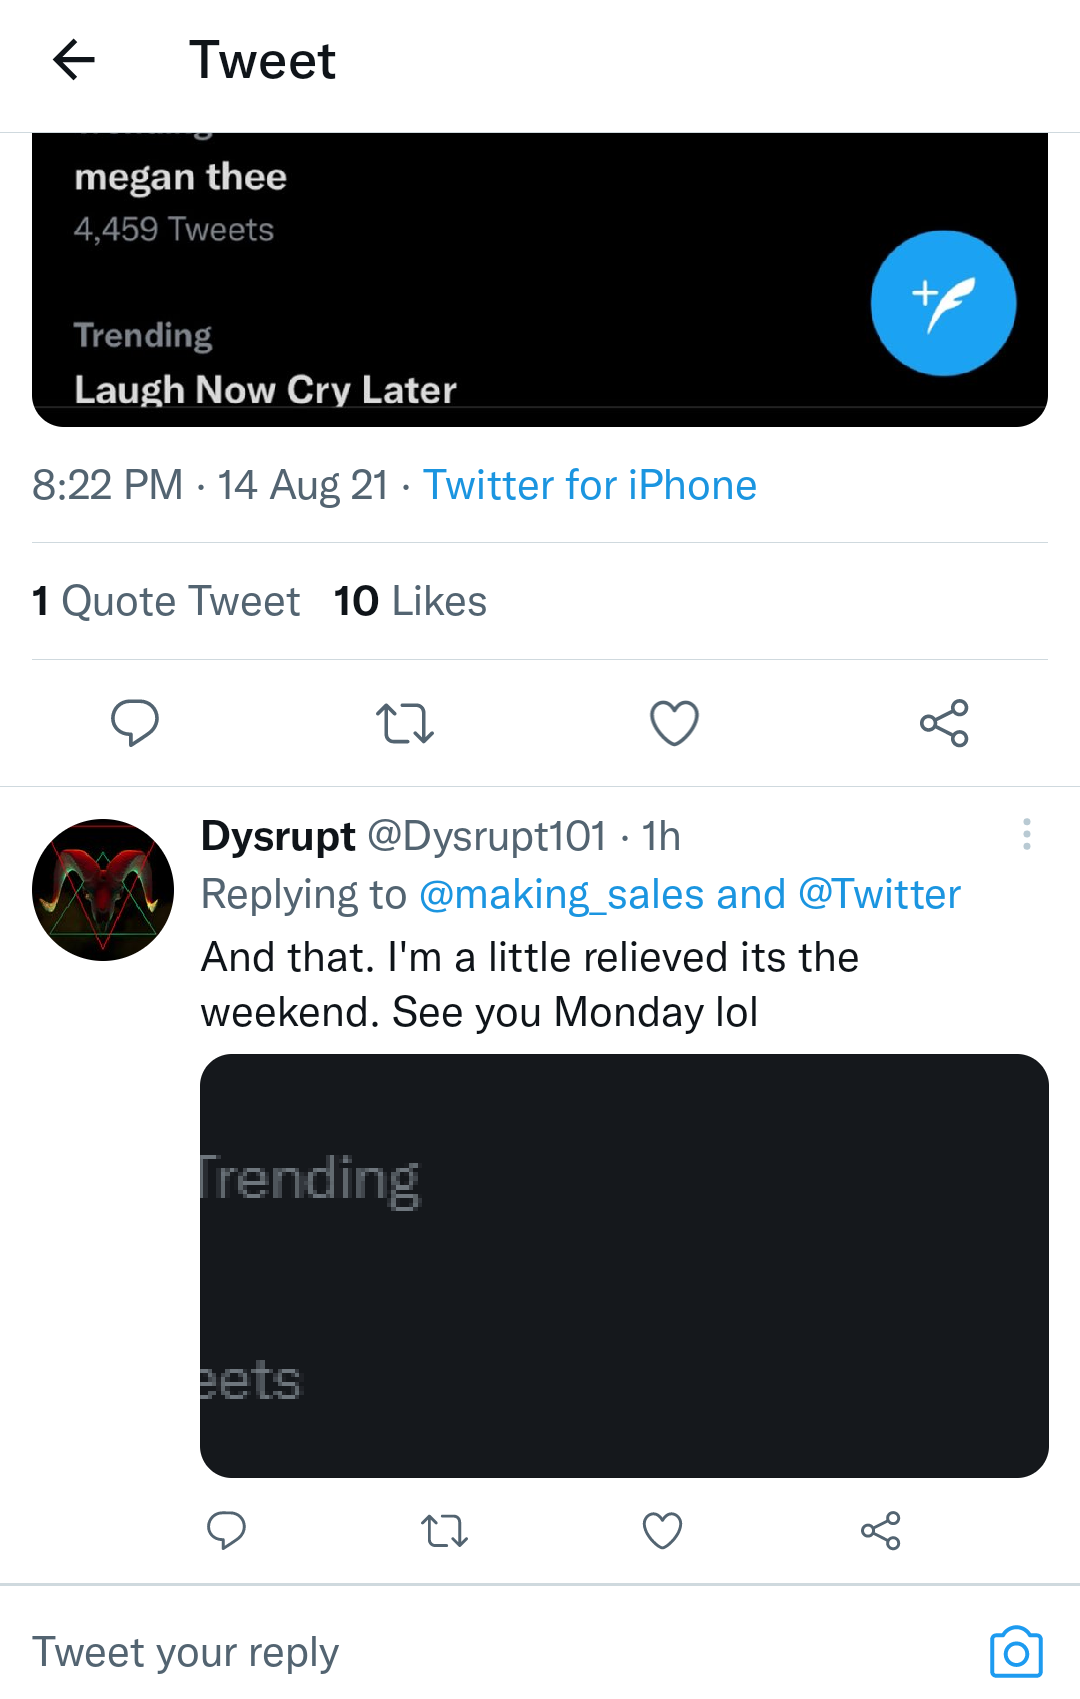 Tweet
megan thee
4,459 Tweets
Trending
Laugh Now Cry Later
8:22 PM · 14 Aug 21 · Twitter for iPhone
1 Quote Tweet 10 Likes
Dysrupt @Dysrupt101 · 1h
Replying to @making_sales and @Twitter
And that. I'm a little relieved its the
weekend. See you Monday lol
Trending
eets
Tweet your reply